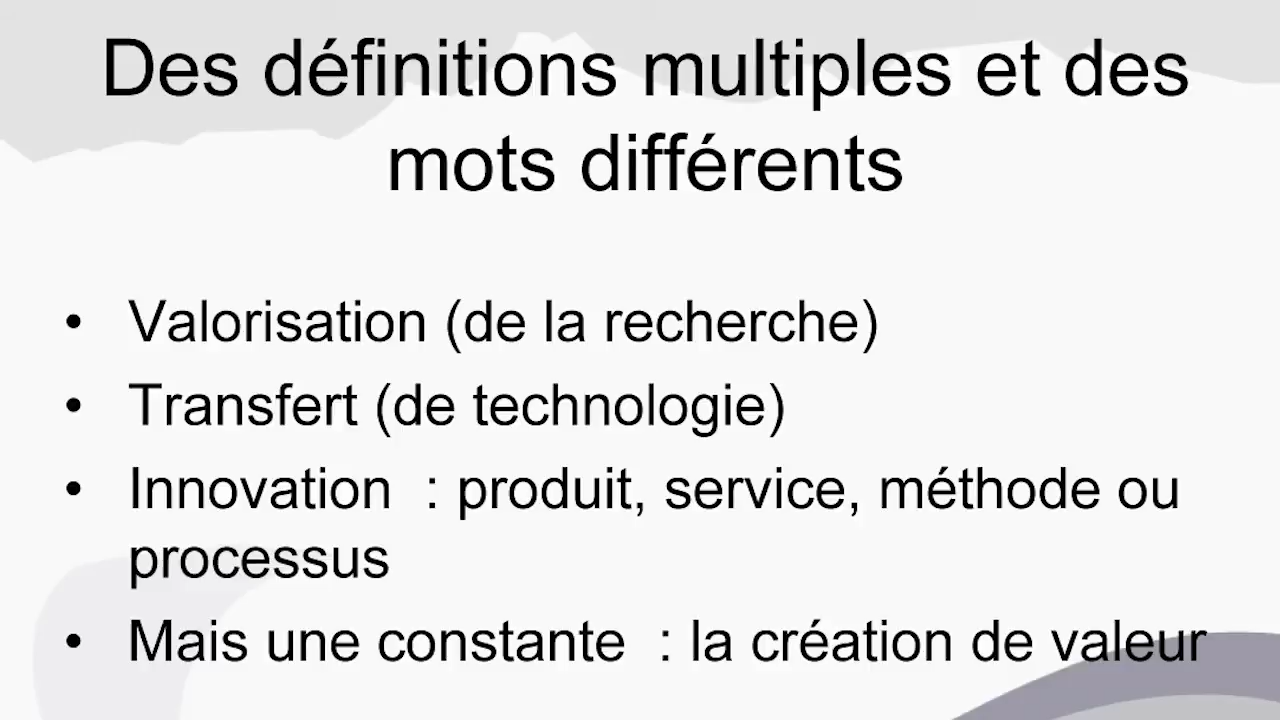 Des définitions multiples et des
mots différents
• Valorisation (de la recherche)
• Transfert (de technologie)
• Innovation  : produit, service, méthode ou
processus
• Mais une constante  : la création de valeur